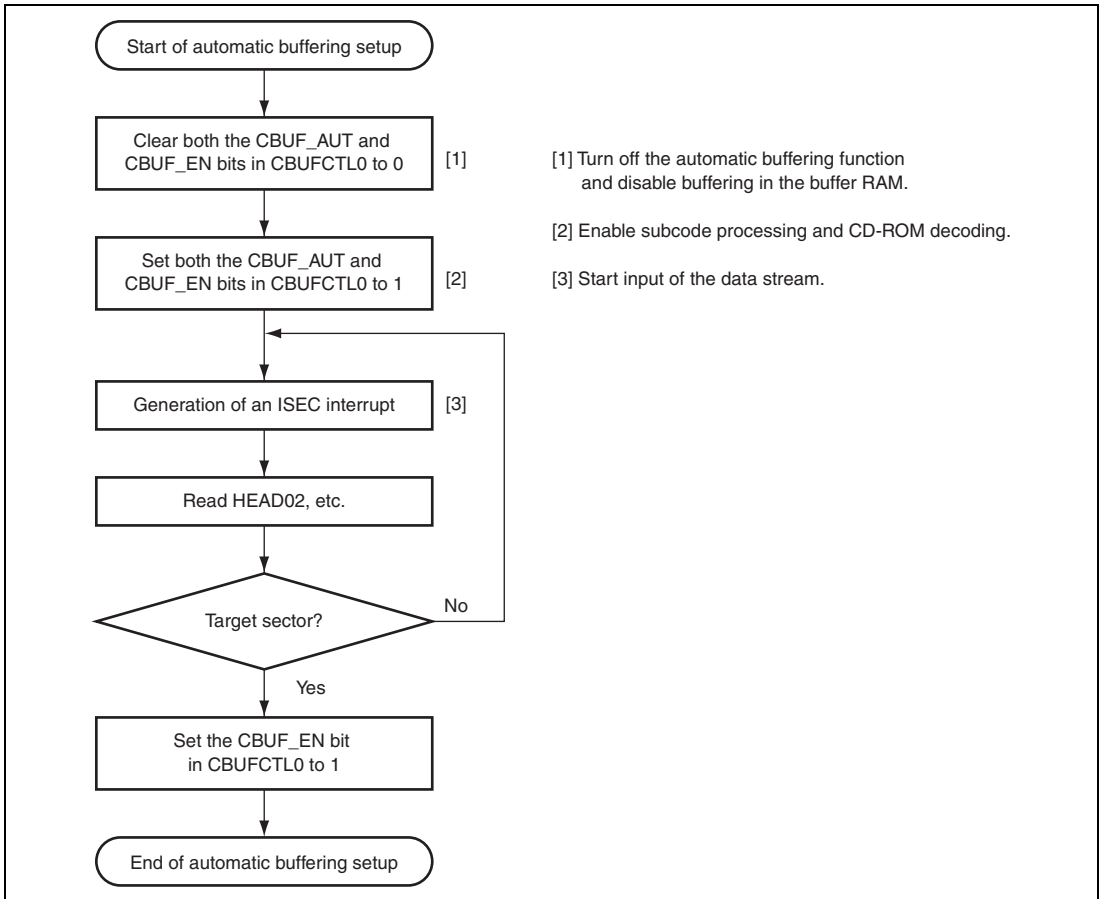 Start of automatic buffering setup
Clear both the CBUF_AUT and
CBUF_EN bits in CBUFCTL0 to 0
[1]
[1] Turn off the automatic buffering function
and disable buffering in the buffer RAM.
[2] Enable subcode processing and CD-ROM decoding.
Set both the CBUF_AUT and
CBUF_EN bits in CBUFCTL0 to 1
[2]
[3] Start input of the data stream.
Generation of an ISEC interrupt
[3]
Read HEAD02, etc.
Target sector?
No
Yes
Set the CBUF_EN bit
in CBUFCTL0 to 1
End of automatic buffering setup